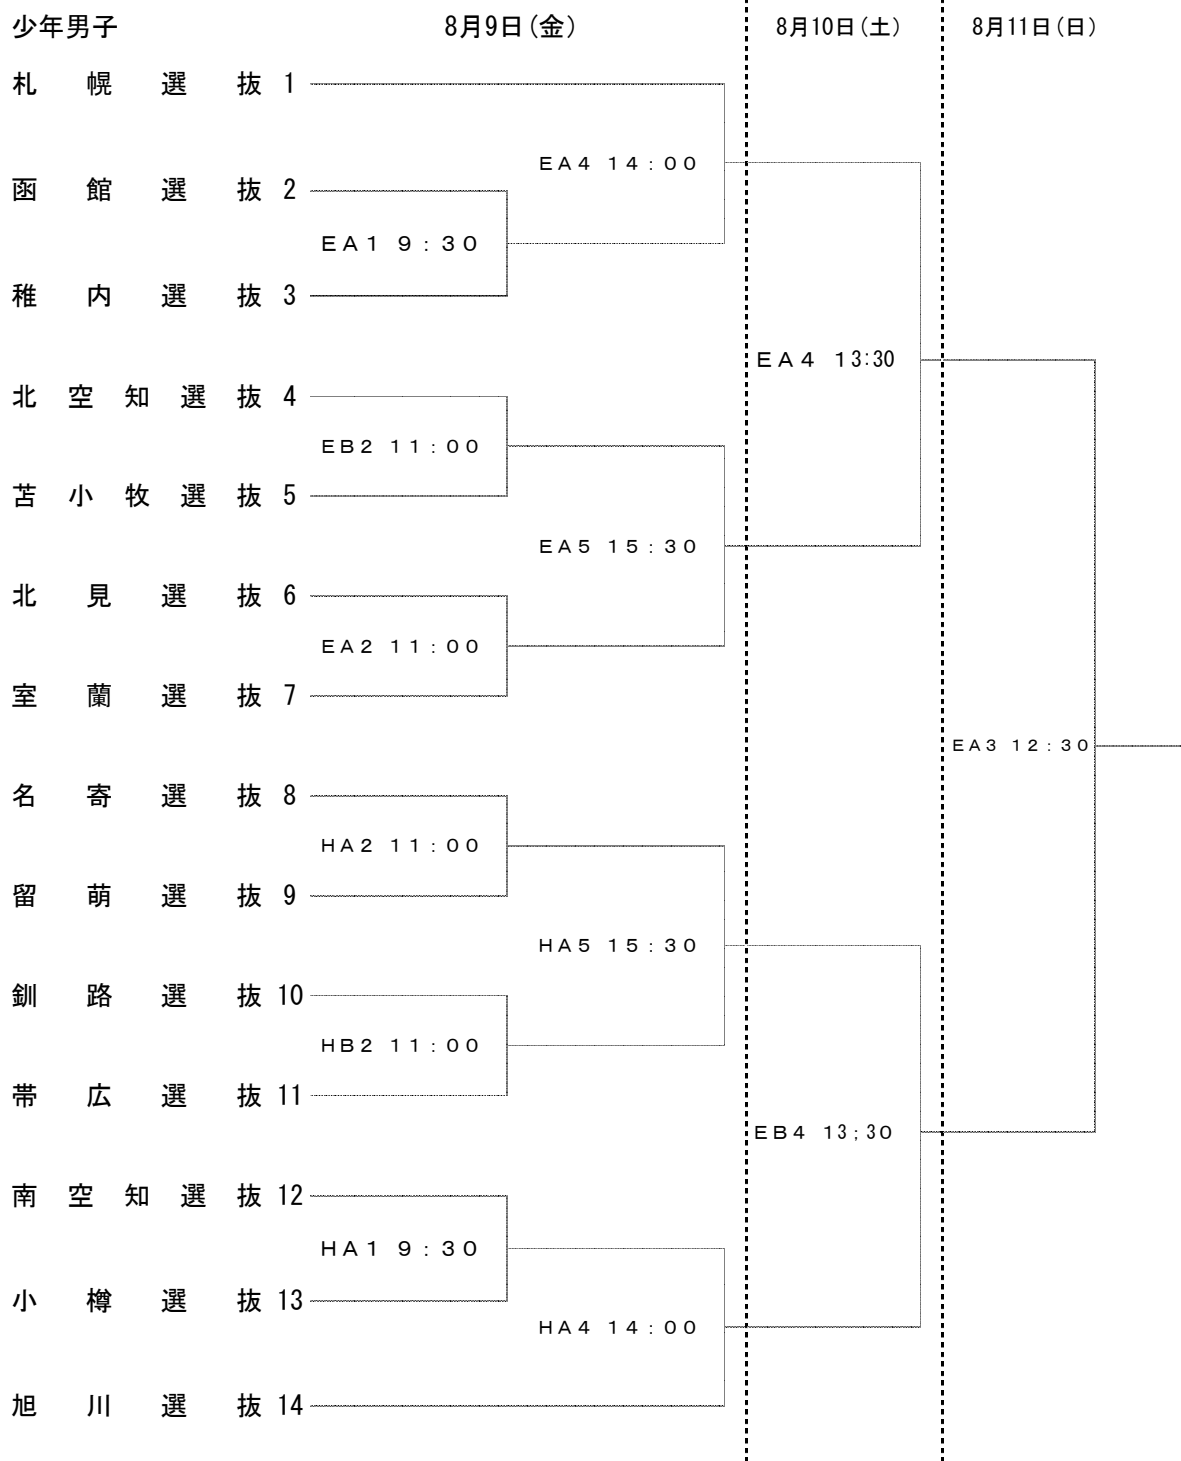 少年男子 8月9日(金) 8月10日(土) 8月11日(日)
札幌選抜 1
EA4 14:00
函館選抜 2
EA1 9:30
稚内選抜 3
EA4 13:30
北空知選抜 4
EB2 11:00
苫小牧選抜 5
EA5 15:30
北見選抜 6
EA2 11:00
室蘭選抜 7
EA3 12:30
名寄選抜 8
HA2 11:00
留萌選抜 9
HA5 15:30
釧路選抜 10
HB2 11:00
帯広選抜 11
EB4 13;30
南空知選抜 12
HA1 9:30
小樽選抜 13
HA4 14:00
旭川選抜 14